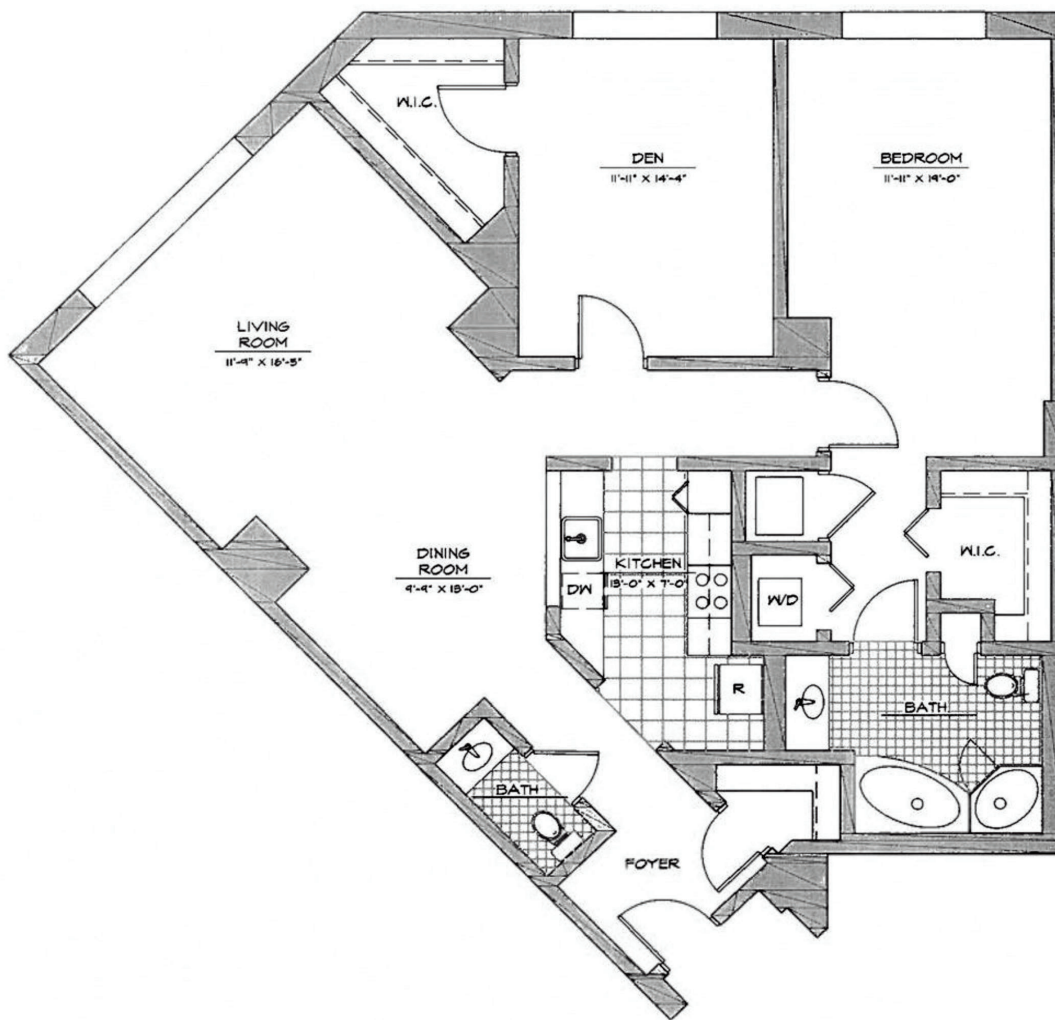 W.I.C.
DEN
11'-11" X 14'-4"
BEDROOM
11'-11" X 19'-0"
LIVING
ROOM
11'-9" X 16'-5"
DINING
ROOM
9'-9" X 13'-0"
KITCHEN
13'-0" X 7'-0"
DW
W/D
W.I.C.
R
BATH
BATH
FOYER